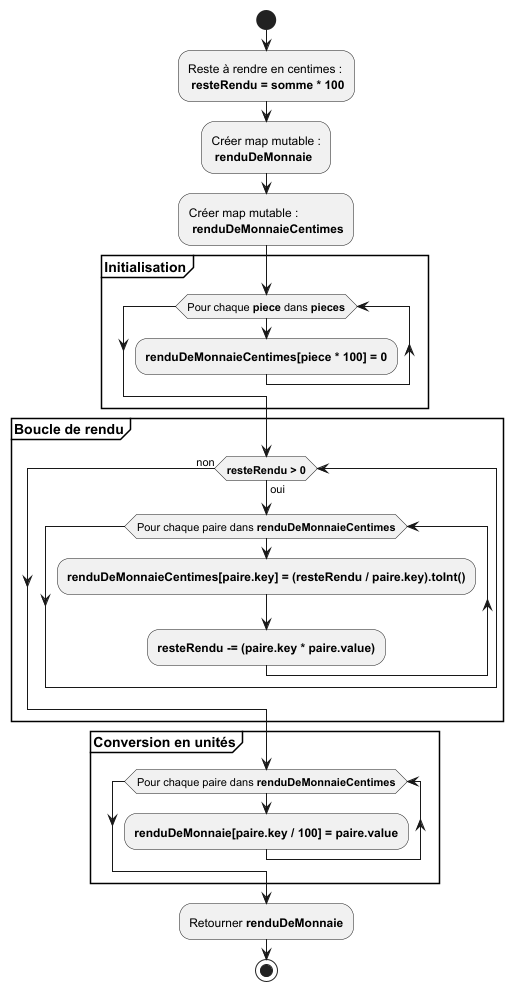 Reste à rendre en centimes :
resteRendu = somme * 100
Créer map mutable :
renduDeMonnaie
Créer map mutable :
renduDeMonnaieCentimes
Initialisation
Pour chaque piece dans pieces
renduDeMonnaieCentimes[piece * 100] = 0
Boucle de rendu
non
resteRendu > 0
oui
Pour chaque paire dans renduDeMonnaieCentimes
renduDeMonnaieCentimes[paire.key] = (resteRendu / paire.key).toInt()
resteRendu -= (paire.key * paire.value)
Conversion en unités
Pour chaque paire dans renduDeMonnaieCentimes
renduDeMonnaie[paire.key / 100] = paire.value
Retourner renduDeMonnaie